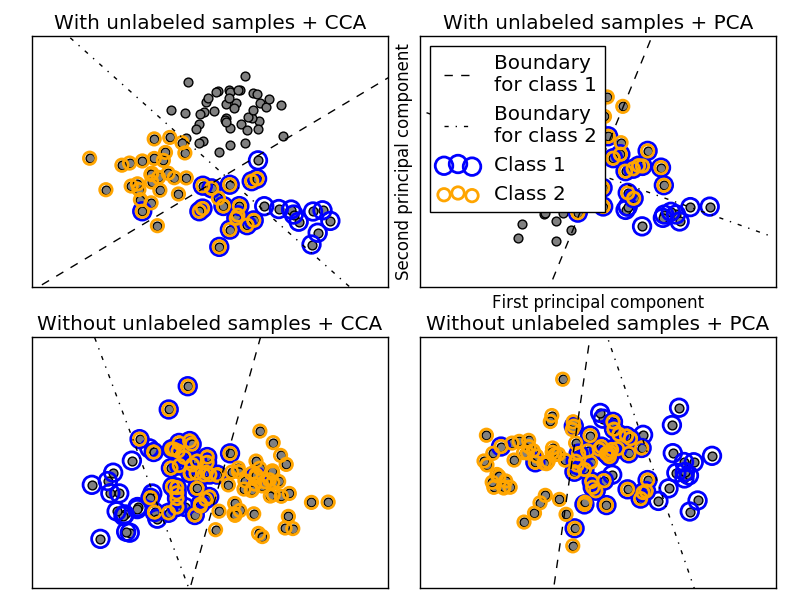 With unlabeled samples + CCA
With unlabeled samples + PCA
Second principal component
Boundary
for class 1
Boundary
for class 2
Class 1
Class 2
First principal component
Without unlabeled samples + CCA
Without unlabeled samples + PCA